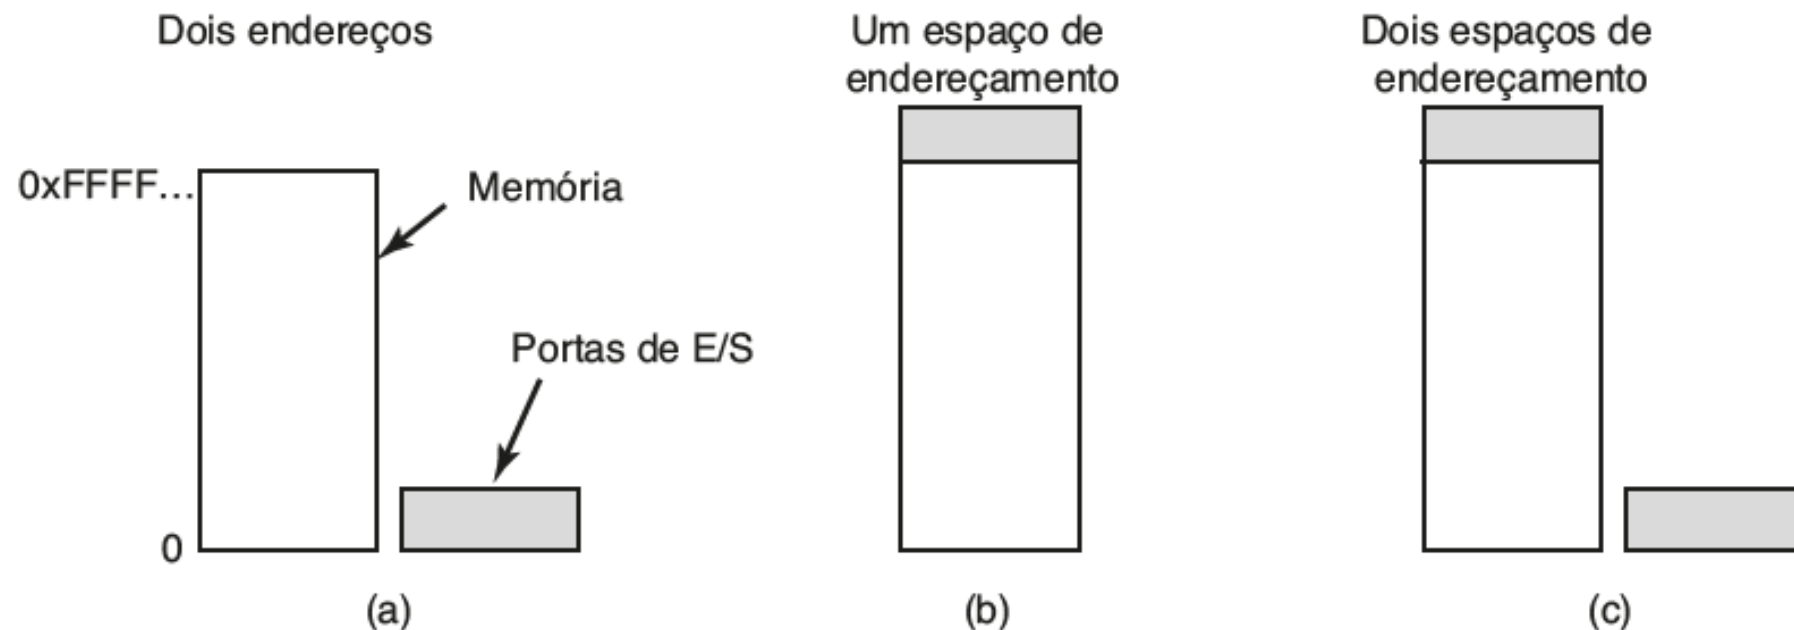 Dois endereços
0xFFFF...
Memória
Portas de E/S
0
(a)
Um espaço de
endereçamento
(b)
Dois espaços de
endereçamento
(c)